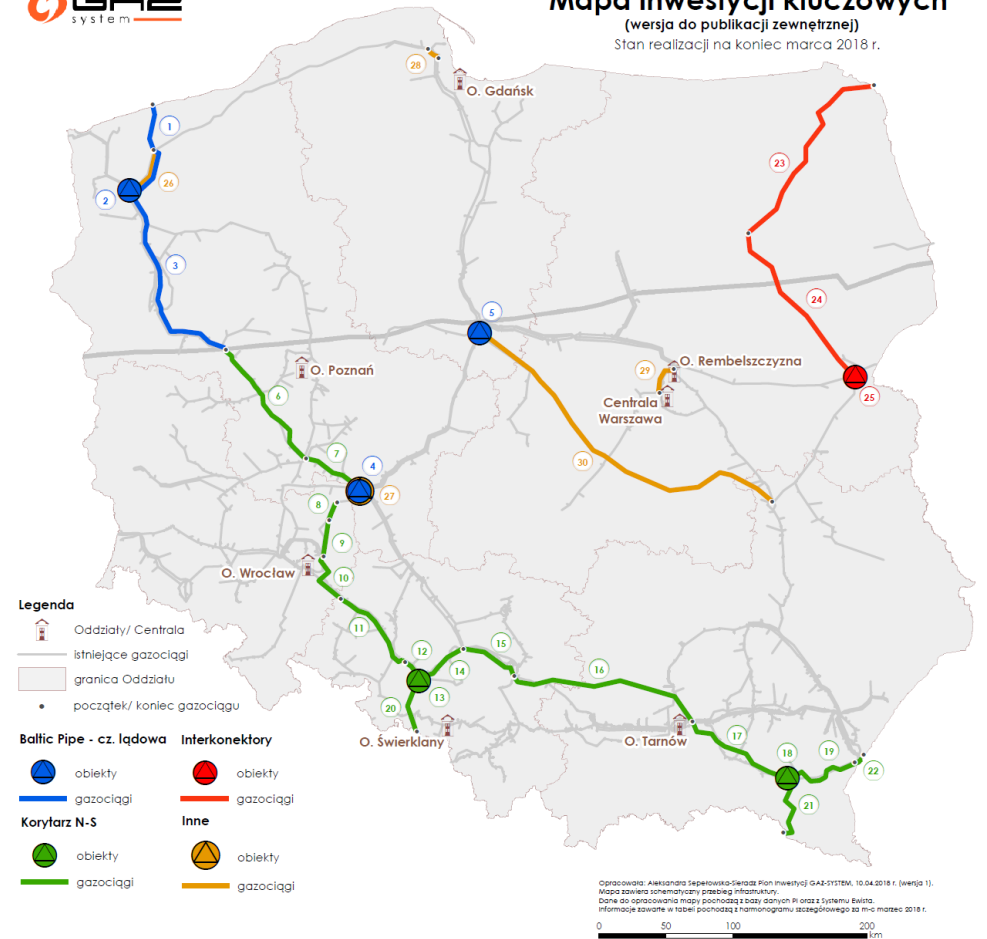 GAZ
system
Mapa inwestycji kluczowych
(wersja do publikacji zewnętrznej)
Stan realizacji na koniec marca 2018 r.
28
O. Gdańsk
1
26
2
3
23
24
25
5
O. Poznań
29
O. Rembelszczyzna
Centrala
Warszawa
6
7
4
27
30
8
9
O. Wrocław
10
11
12
13
14
15
16
20
O. Świerklany
O. Tarnów
17
18
19
22
21
Legenda
Oddziały/ Centrala
istniejące gazociągi
granica Oddziału
początek/ koniec gazociągu
Baltic Pipe - cz. lądowa
obiekty
gazociągi
Interkonektory
obiekty
gazociągi
Korytarz N-S
obiekty
gazociągi
Inne
obiekty
gazociągi
Opracowała: Aleksandra Seperowska-Sieradz Pion Inwestycji GAZ-SYSTEM, 10.04.2018 r. (wersja 1).
Mapa zawiera schematyczny przebieg infrastruktury.
Dane do opracowania mapy pochodzą z bazy danych PI oraz z Systemu Ewista.
Informacje zawarte w tabeli pochodzą z harmonogramu szczegółowego za m-c marzec 2018 r.
0 50 100 200
km